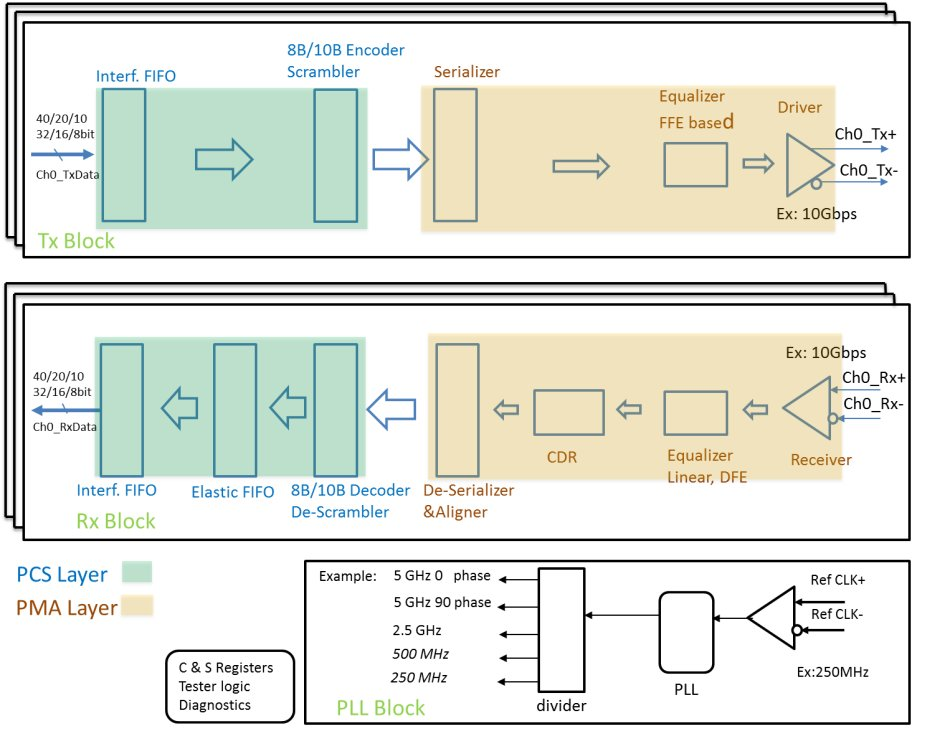 8B/10B Encoder
Scrambler
Interf. FIFO
Serializer
Equalizer
FFE based
Driver
40/20/10
32/16/8bit
Ch0_TxData
Ch0_Tx+
Ch0_Tx-
Ex: 10Gbps
Tx Block
Ex: 10Gbps
40/20/10
32/16/8bit
Ch0_RxData
Ch0_Rx+
Ch0_Rx-
CDR
Equalizer
Linear, DFE
Receiver
Interf. FIFO
Elastic FIFO
8B/10B Decoder
De-Scrambler
De-Serializer
&Aligner
Rx Block
PCS Layer
PMA Layer
C & S Registers
Tester logic
Diagnostics
Example:
5 GHz 0 phase
5 GHz 90 phase
2.5 GHz
500 MHz
250 MHz
divider
PLL
Ref CLK+
Ref CLK-
Ex:250MHz
PLL Block